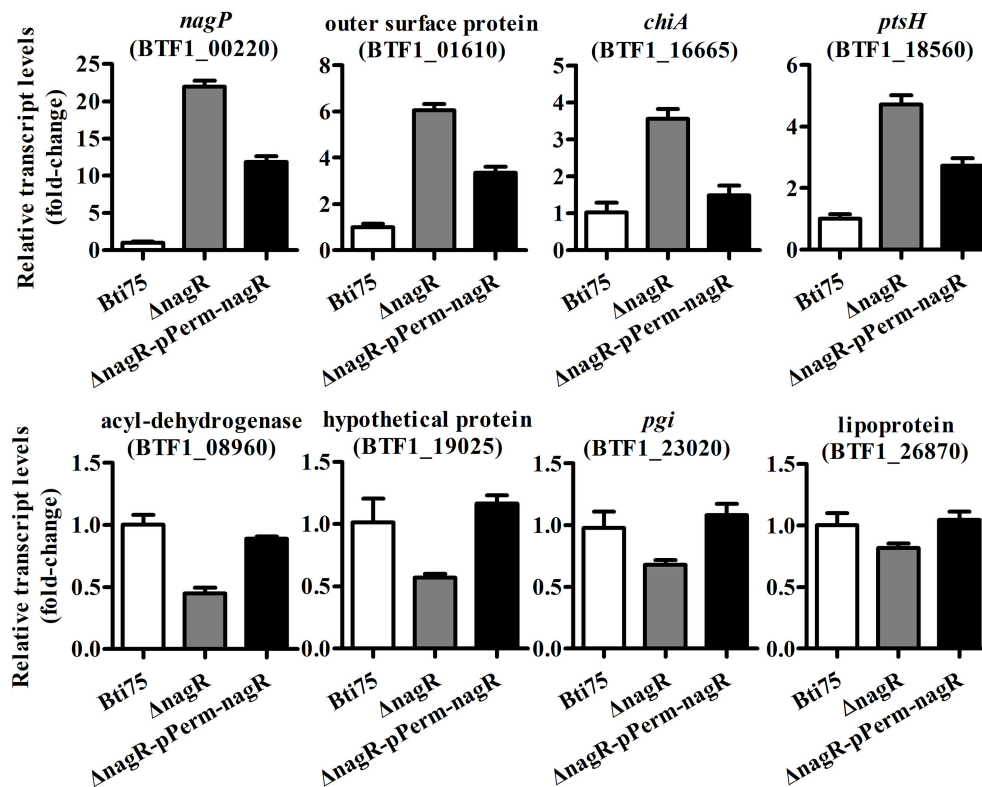 nagP outer surface protein chiA ptsH
(BTF1_00220) (BTF1_01610) (BTF1_16665) (BTF1_18560)
Relative transcript levels
(fold-change)
25
20
15
10
5
0
8
6
4
2
0
5
4
3
2
1
0
6
4
2
0
Bti75
ΔnagR
ΔnagR-pPerm-nagR
Bti75
ΔnagR
ΔnagR-pPerm-nagR
Bti75
ΔnagR
ΔnagR-pPerm-nagR
Bti75
ΔnagR
ΔnagR-pPerm-nagR
acyl-dehydrogenase hypothetical protein pgi lipoprotein
(BTF1_08960) (BTF1_19025) (BTF1_23020) (BTF1_26870)
Relative transcript levels
(fold-change)
1.5
1.0
0.5
0.0
1.5
1.0
0.5
0.0
1.5
1.0
0.5
0.0
1.5
1.0
0.5
0.0
Bti75
ΔnagR
ΔnagR-pPerm-nagR
Bti75
ΔnagR
ΔnagR-pPerm-nagR
Bti75
ΔnagR
ΔnagR-pPerm-nagR
Bti75
ΔnagR
ΔnagR-pPerm-nagR